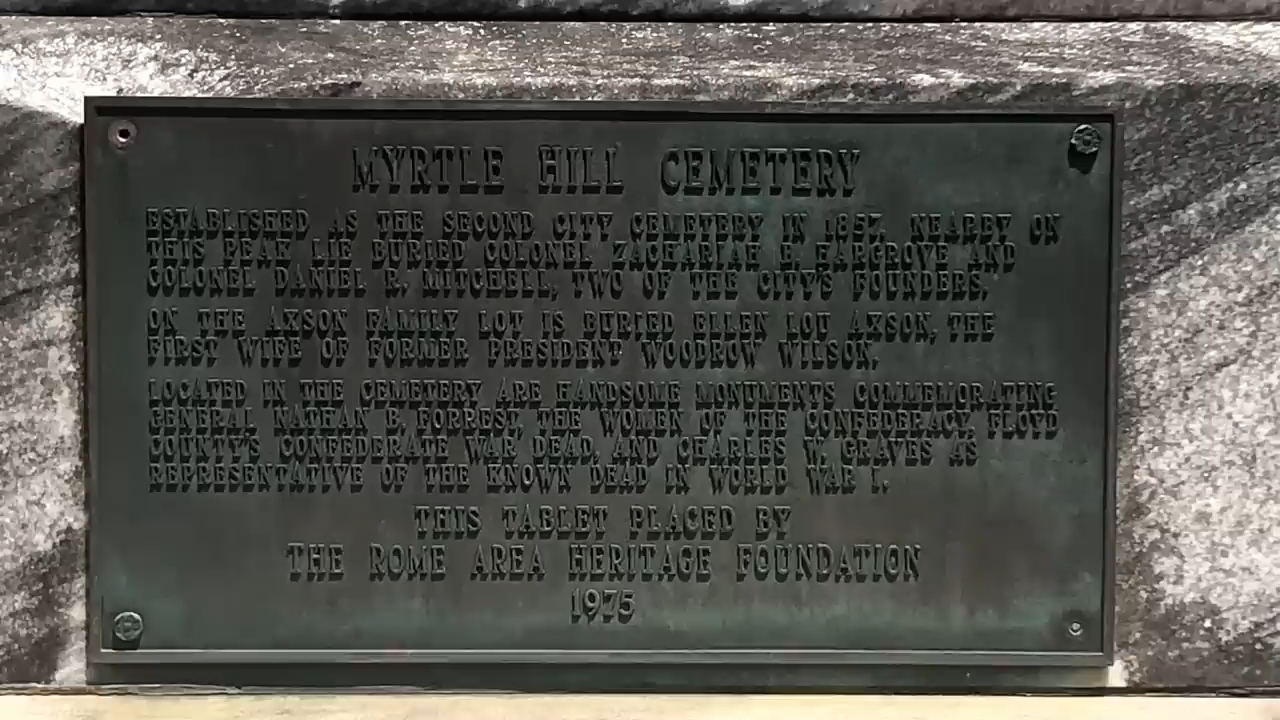 MYRTLE HILL CEMETERY
ESTABLISHED AS THE SECOND CITY CEMETERY IN 1857. NEARBY ON
THIS PEAK LIE BURIED COLONEL ZACHARIAH B. HARGROVE AND
COLONEL DANIEL R. MITCHELL, TWO OF THE CITY'S FOUNDERS.
ON THE AXSON FAMILY LOT IS BURIED ELLEN LOU AXSON, THE
FIRST WIFE OF FORMER PRESIDENT WOODROW WILSON.
LOCATED IN THE CEMETERY ARE HANDSOME MONUMENTS COMMEMORATING
GENERAL NATHAN B. FORREST, THE WOMEN OF THE CONFEDERACY, FLOYD
COUNTY'S CONFEDERATE WAR DEAD, AND CHARLES W. GRAVES AS
REPRESENTATIVE OF THE KNOWN DEAD IN WORLD WAR I.
THIS TABLET PLACED BY
THE ROME AREA HERITAGE FOUNDATION
1975